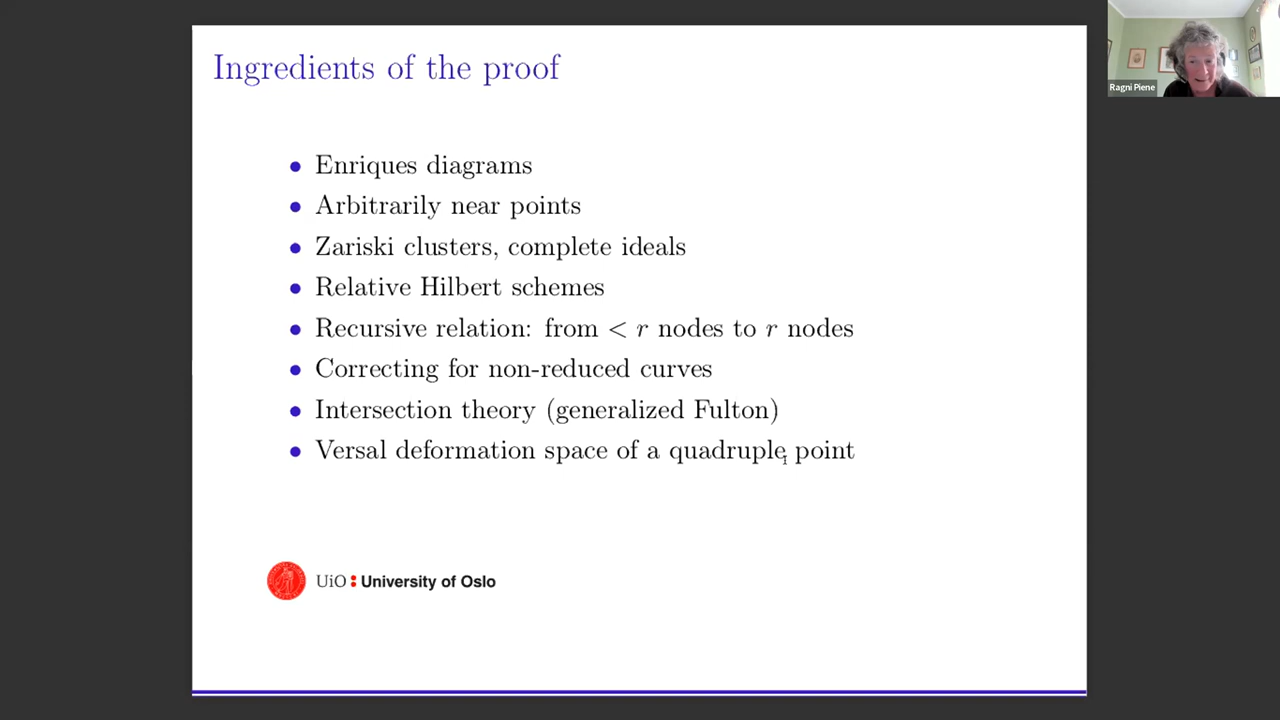 Ingredients of the proof
Ragni Piene
• Enriques diagrams
• Arbitrarily near points
• Zariski clusters, complete ideals
• Relative Hilbert schemes
• Recursive relation: from < r nodes to r nodes
• Correcting for non-reduced curves
• Intersection theory (generalized Fulton)
• Versal deformation space of a quadruple point
UiO : University of Oslo